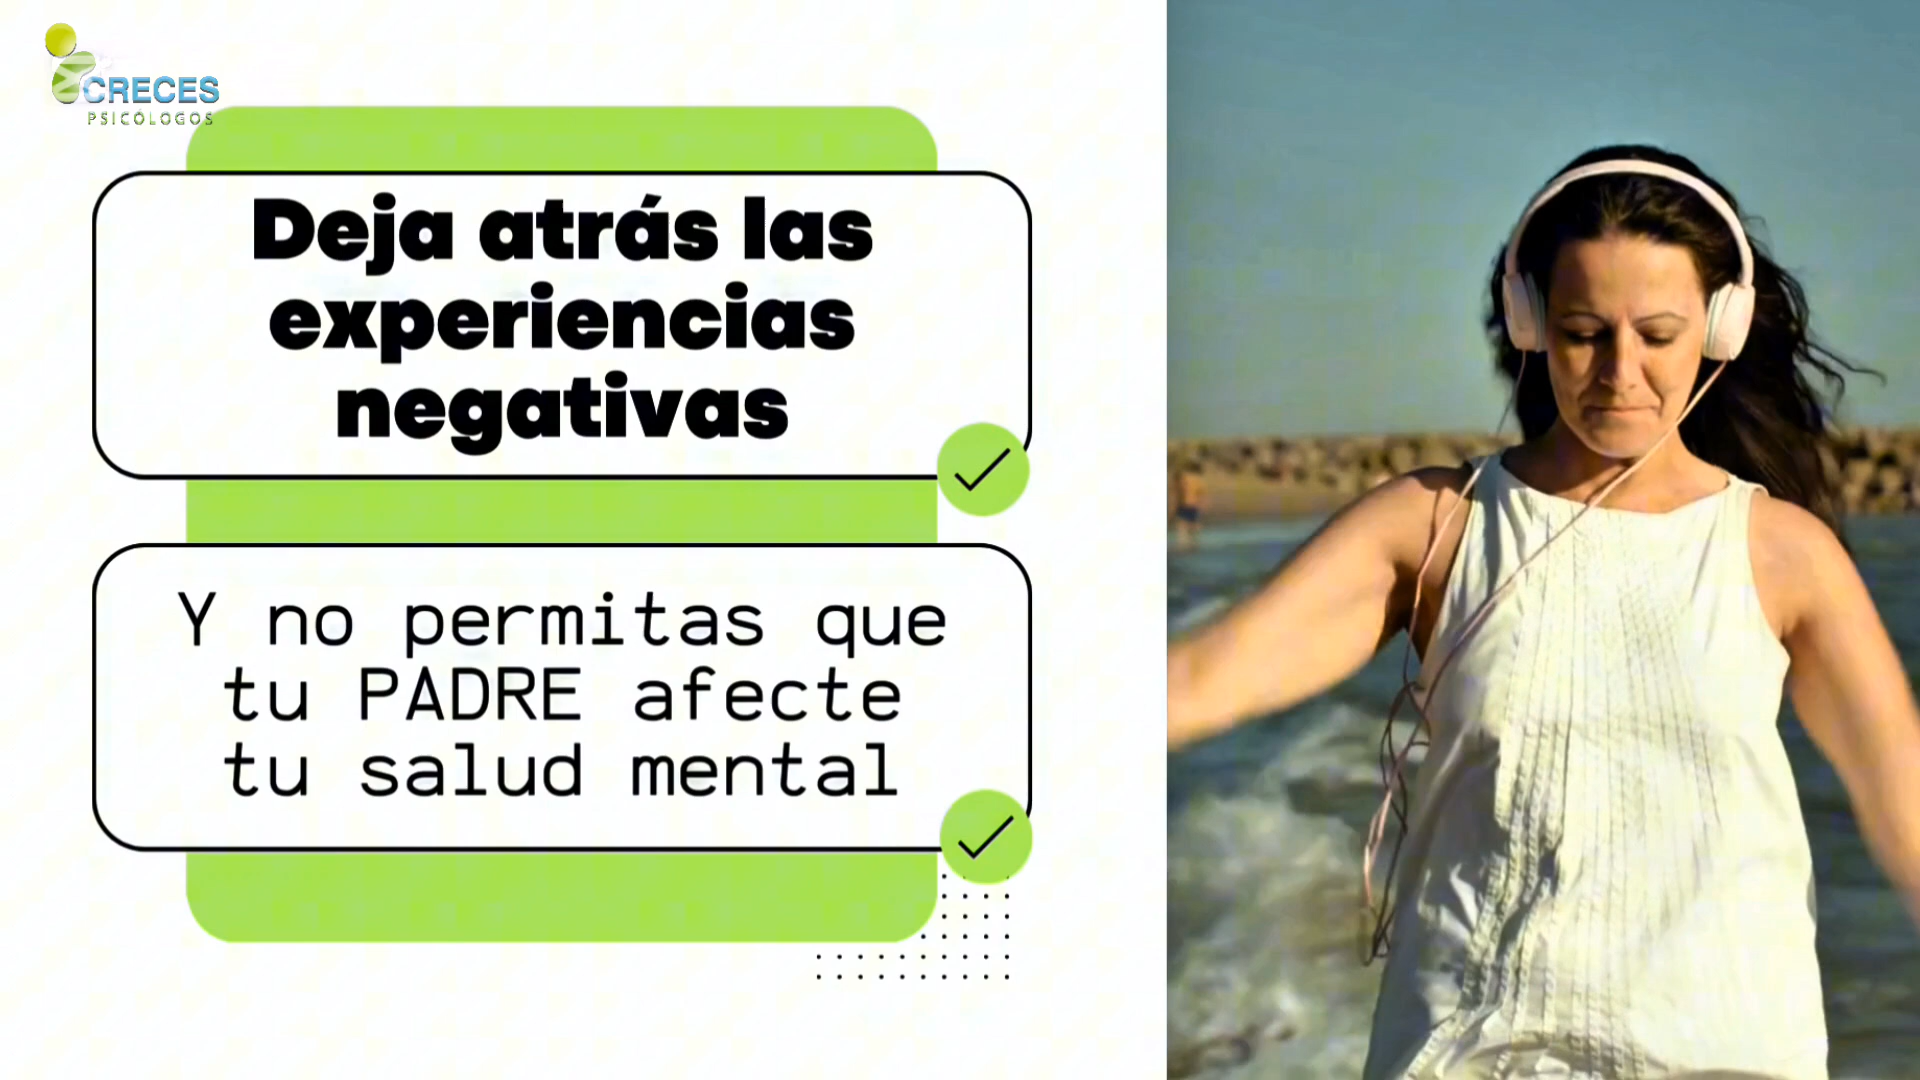 CRECES
PSICÓLOGOS
Deja atrás las
experiencias
negativas
Y no permitas que
tu PADRE afecte
tu salud mental